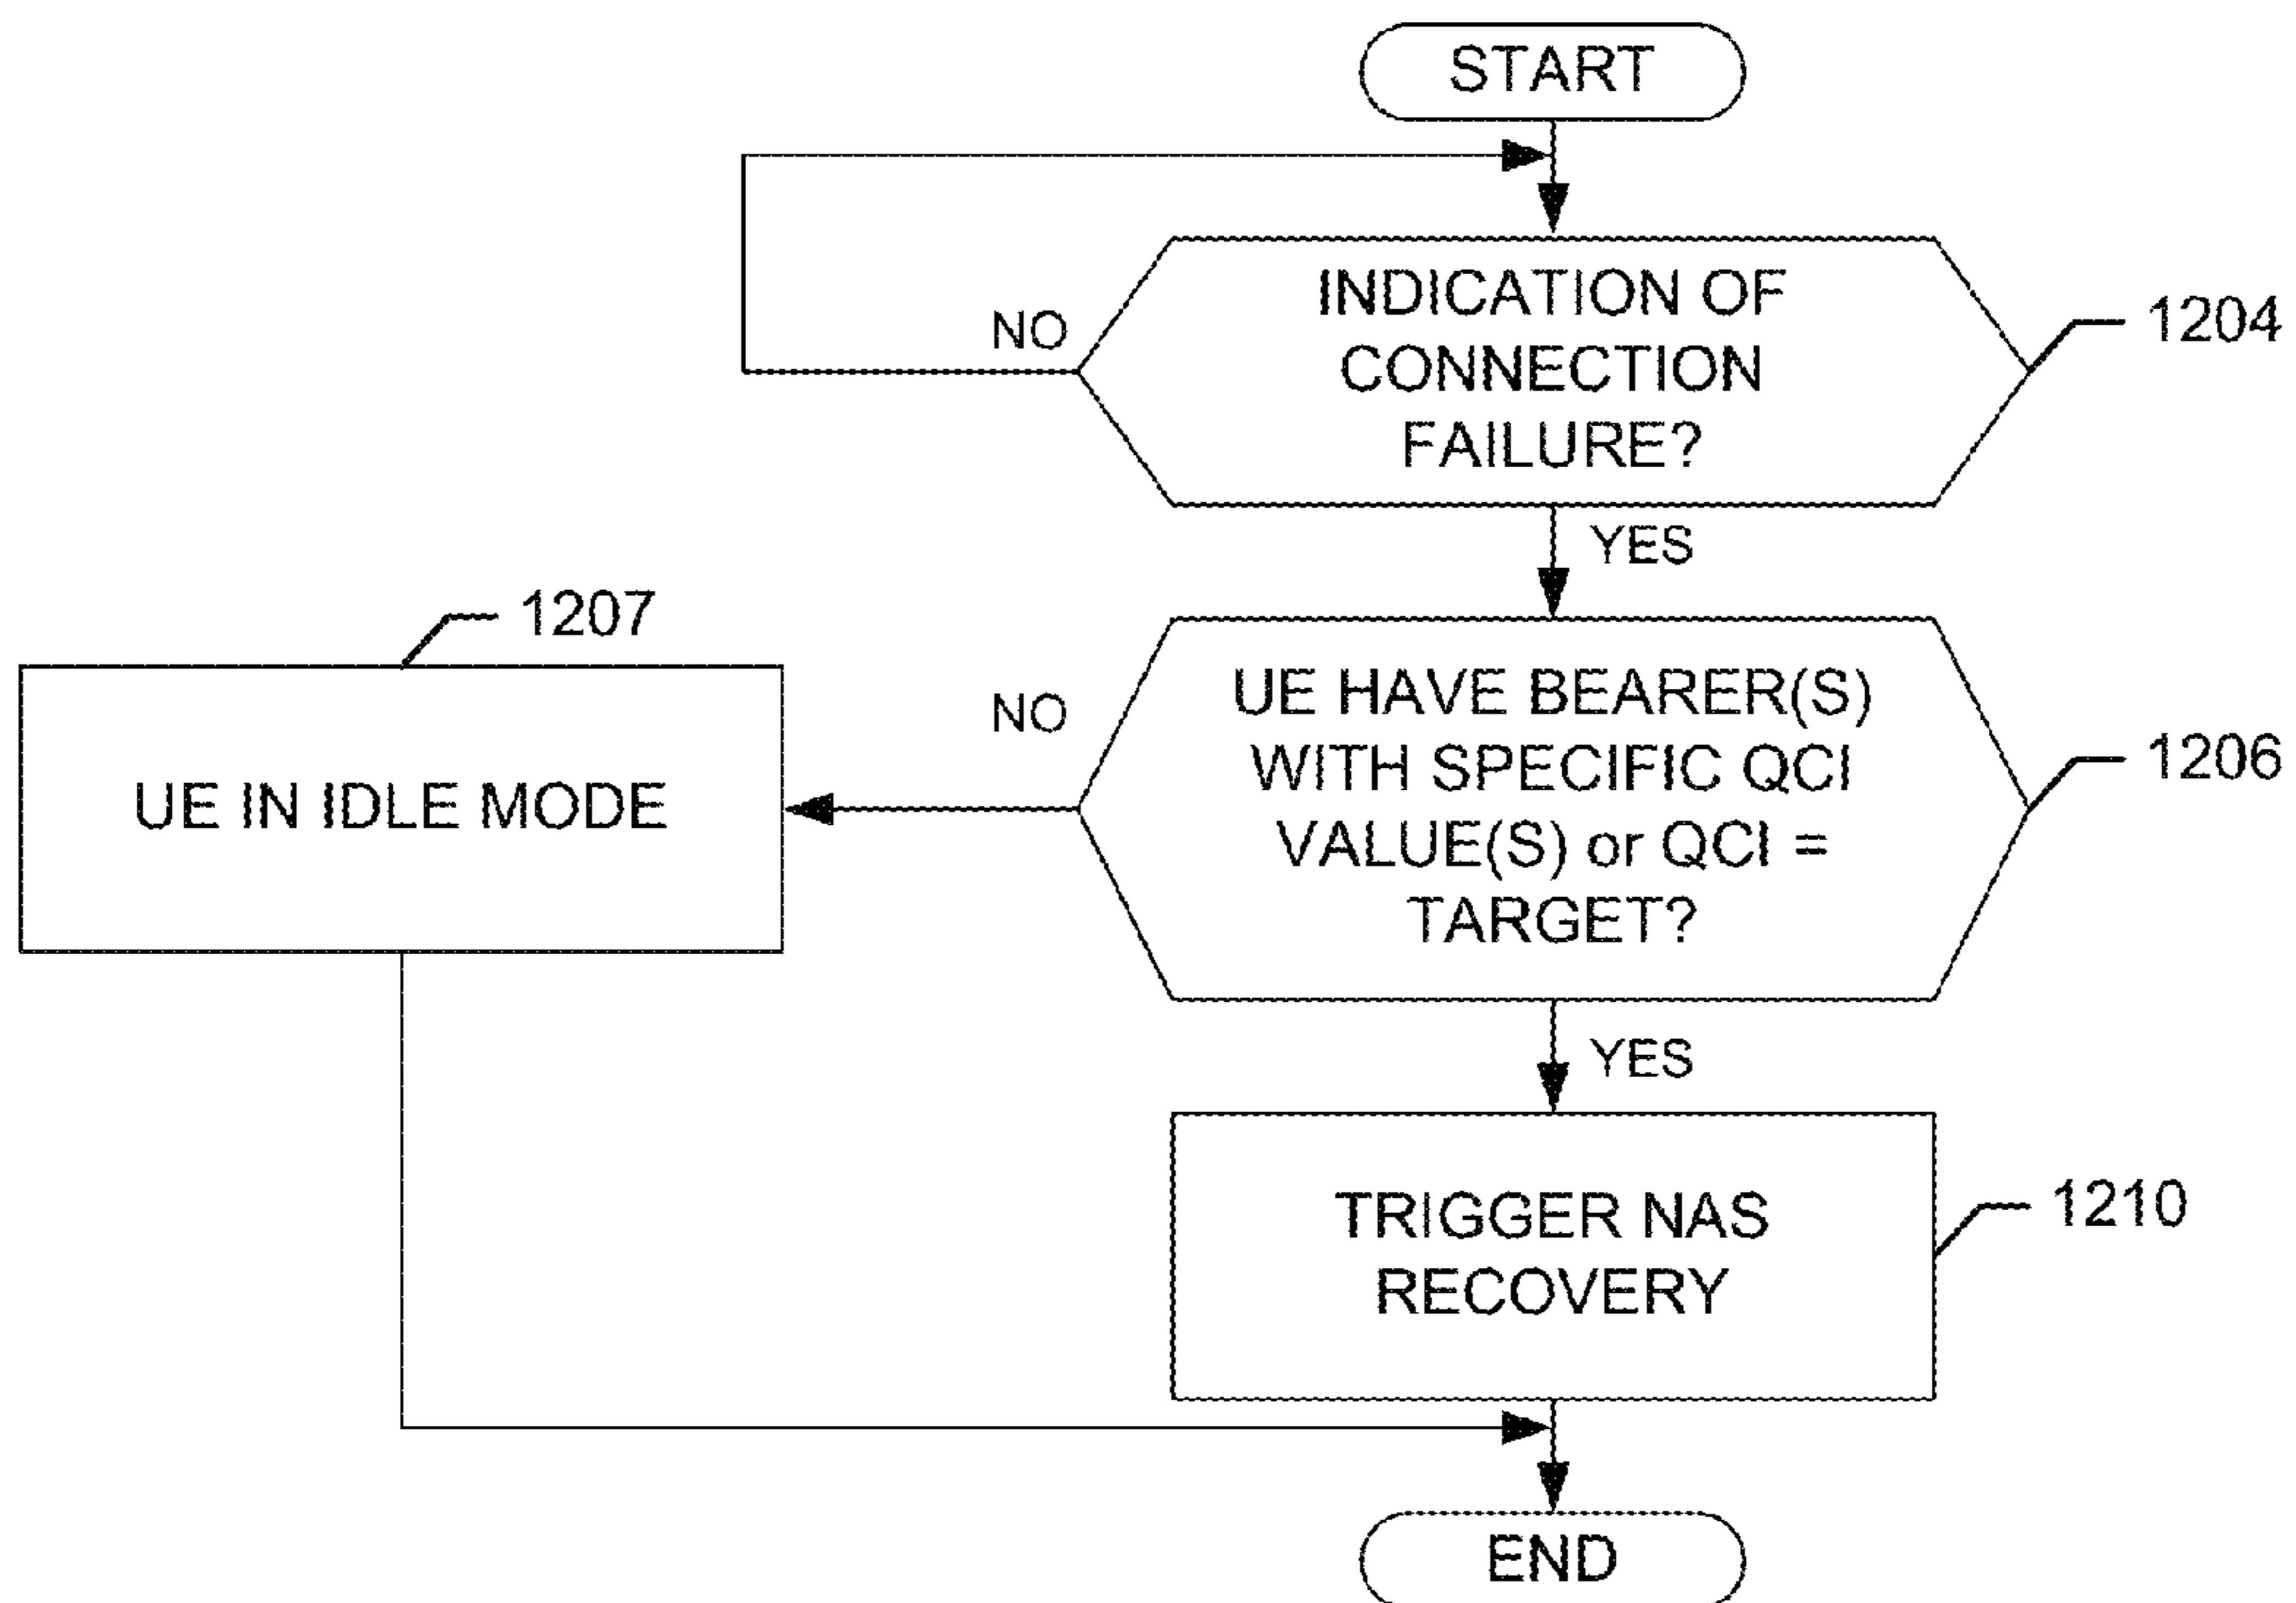 START
INDICATION OF
CONNECTION
FAILURE?
1204
NO
YES
1207
UE HAVE BEARER(S)
WITH SPECIFIC QCI
VALUE(S) or QCI =
TARGET?
1206
NO
UE IN IDLE MODE
YES
TRIGGER NAS
RECOVERY
1210
END